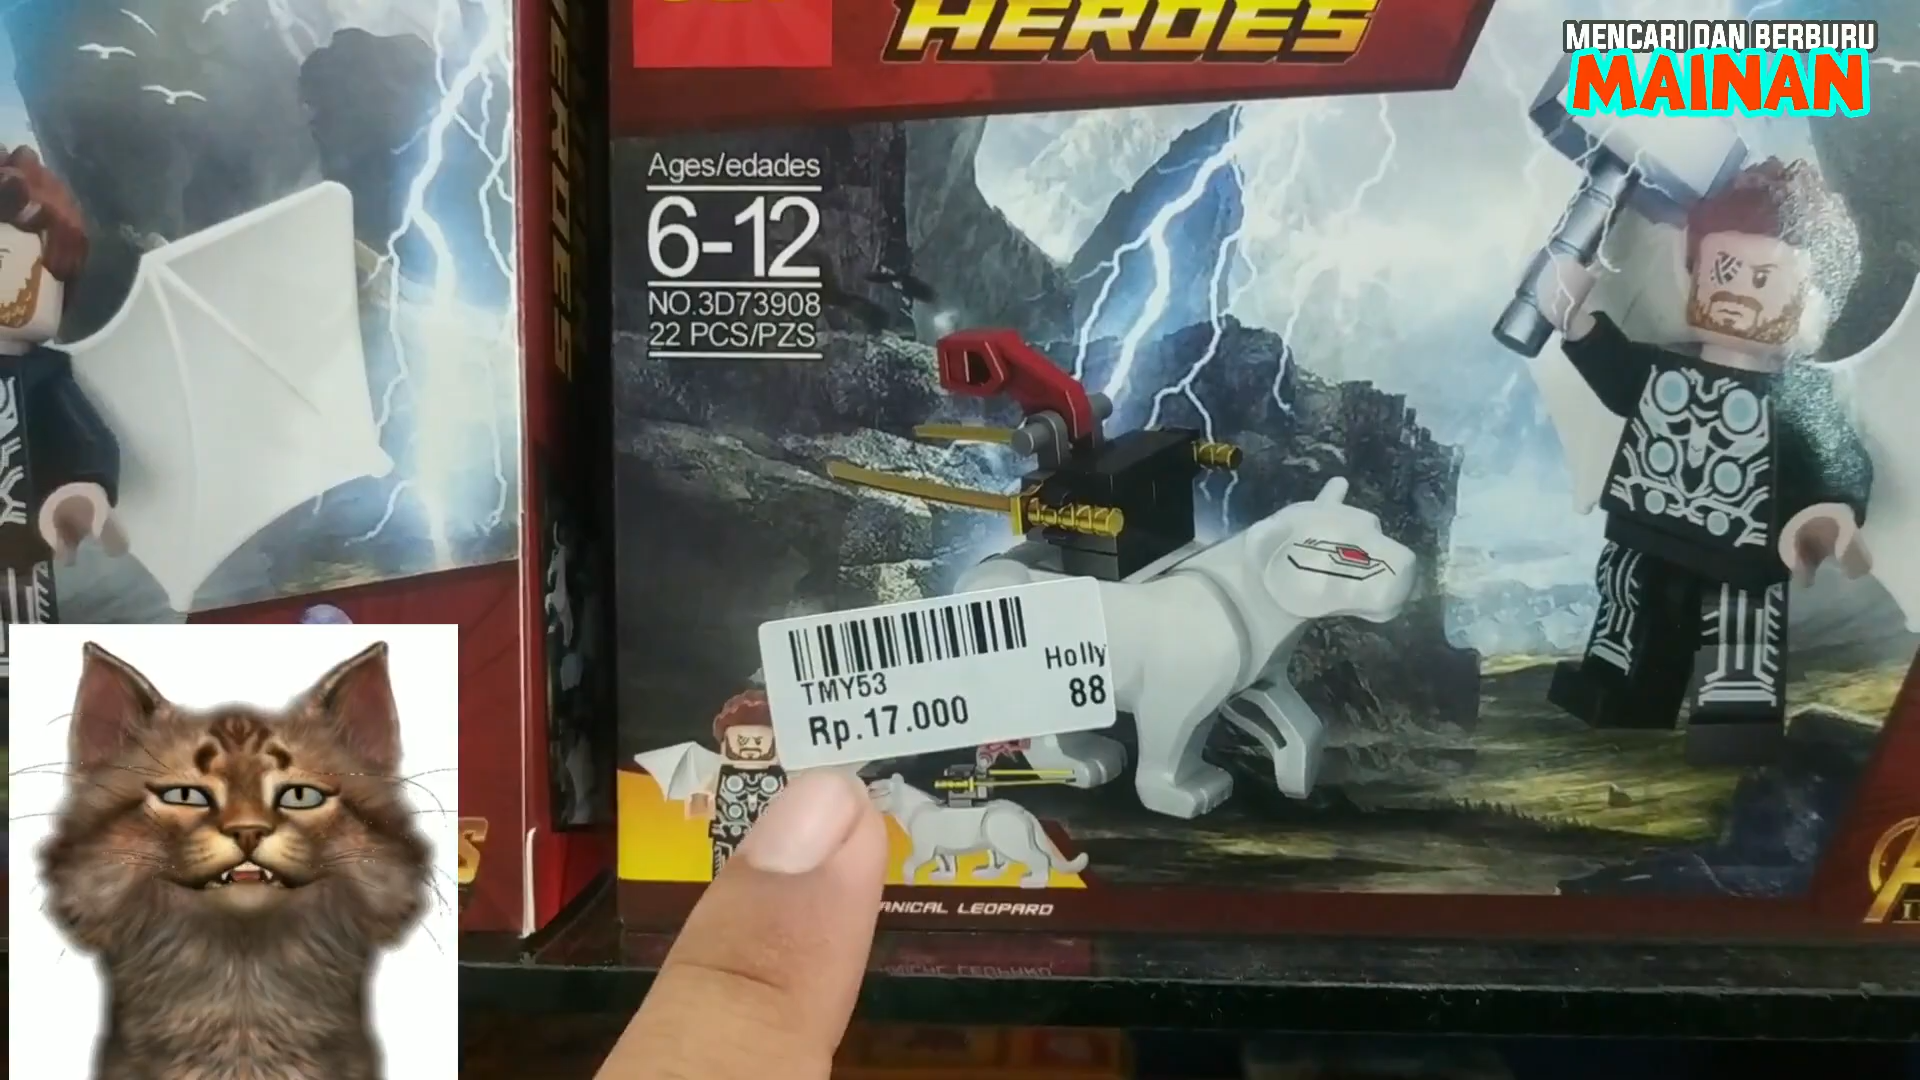 HEROES
MENCARI DAN BERBURU
MAINAN
Ages/edades
6-12
NO.3D73908
22 PCS/PZS
TMY53
Holly
Rp.17.000
88
LEOPARD